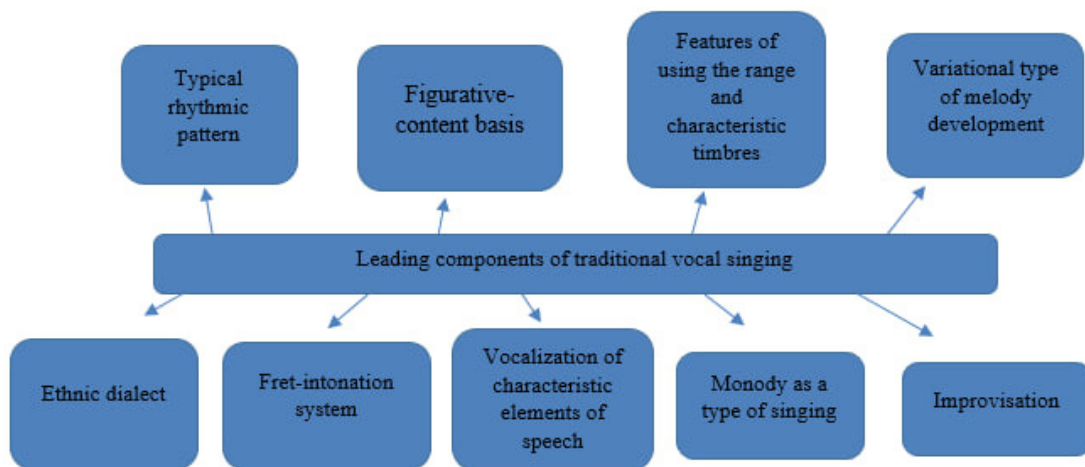 Typical
rhythmic
pattern
Figurative-
content basis
Features of
using the range
and
characteristic
timbres
Variational type
of melody
development
Leading components of traditional vocal singing
Ethnic dialect
Fret-intonation
system
Vocalization of
characteristic
elements of
speech
Monody as a
type of singing
Improvisation